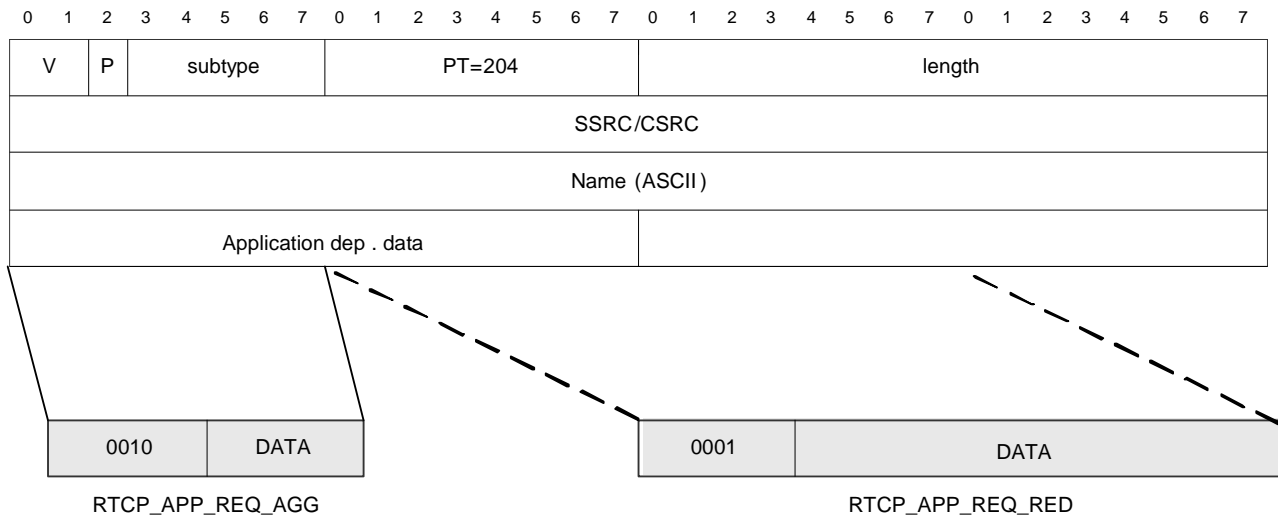 0 1 2 3 4 5 6 7 0 1 2 3 4 5 6 7 0 1 2 3 4 5 6 7 0 1 2 3 4 5 6 7
V P subtype PT=204 length
SSRC/CSRC
Name (ASCII)
Application dep . data
0010 DATA 0001 DATA
RTCP_APP_REQ_AGG RTCP_APP_REQ_RED